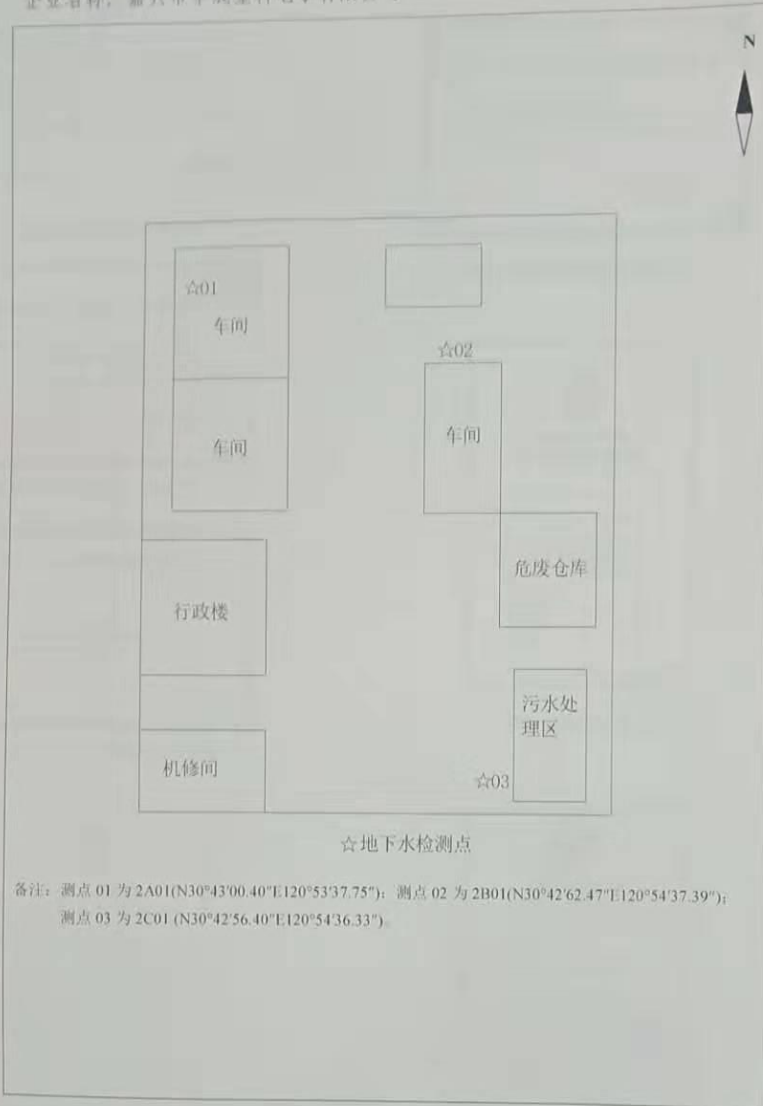 N
☆01
车间
☆02
车间
车间
危废仓库
行政楼
污水处
理区
机修间
☆03
☆地下水检测点
备注：测点 01 为 2A01(N30°43'00.40"E120°53'37.75")；测点 02 为 2B01(N30°42'62.47"E120°54'37.39")；
测点 03 为 2C01 (N30°42'56.40"E120°54'36.33")。